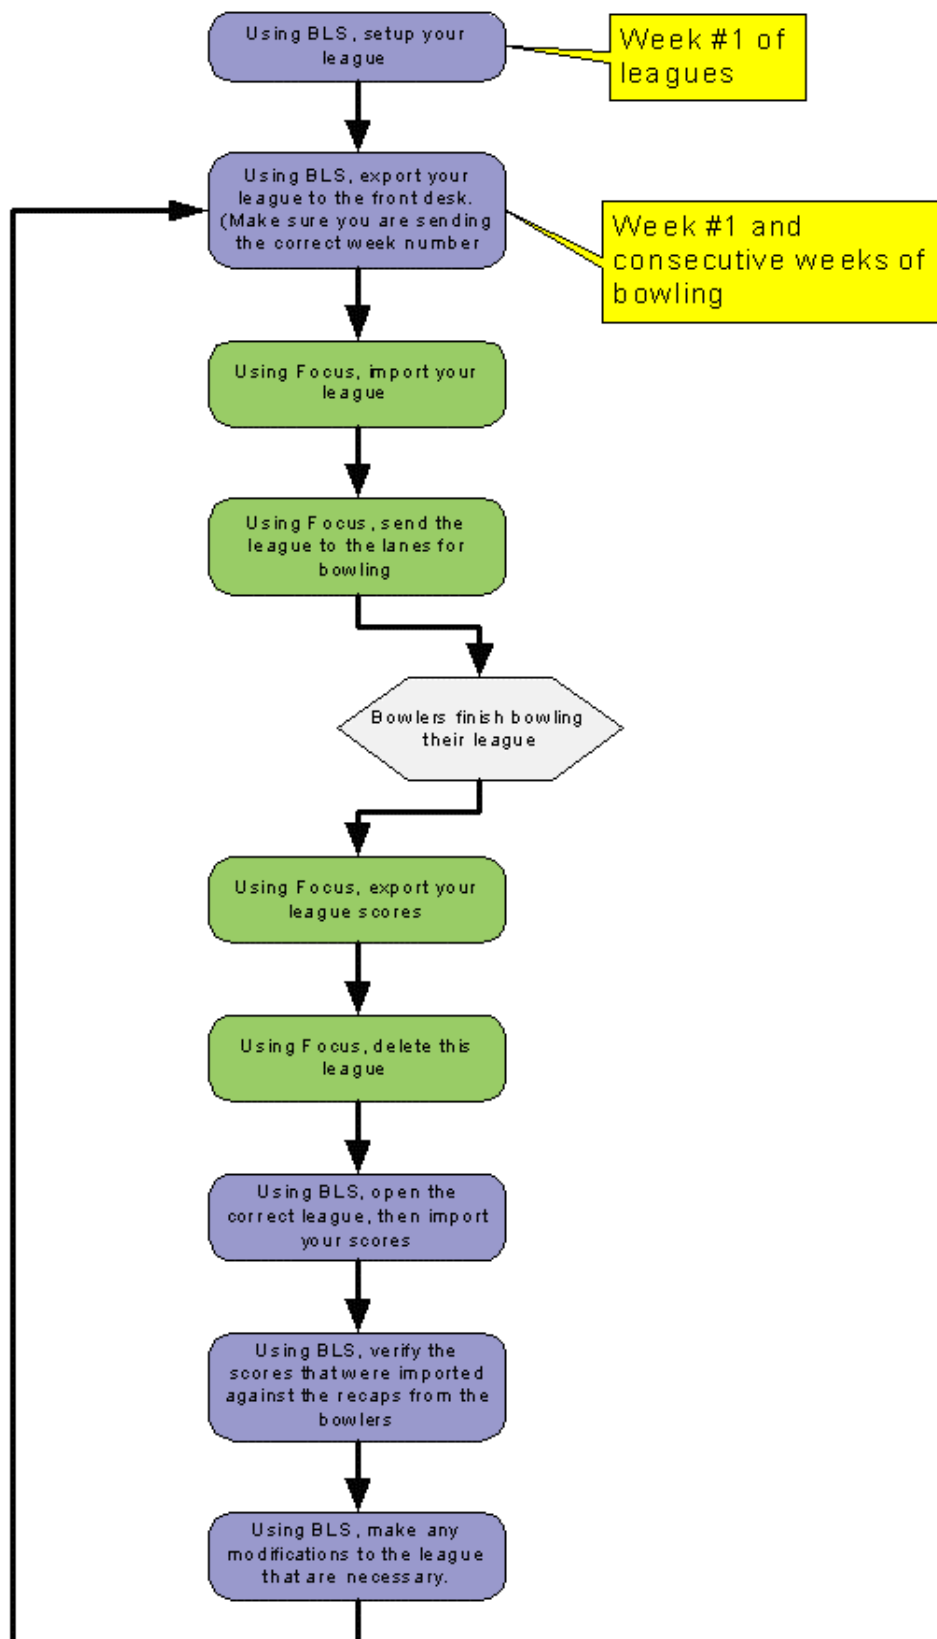 Using BLS, setup your
league
Week #1 of
leagues
Using BLS, export your
league to the front desk.
(Make sure you are sending
the correct week number
Week #1 and
consecutive weeks of
bowling
Using Focus, import your
league
Using Focus, send the
league to the lanes for
bowling
Bowlers finish bowling
their league
Using Focus, export your
league scores
Using Focus, delete this
league
Using BLS, open the
correct league, then import
your scores
Using BLS, verify the
scores that were imported
against the recaps from the
bowlers
Using BLS, make any
modifications to the league
that are necessary.